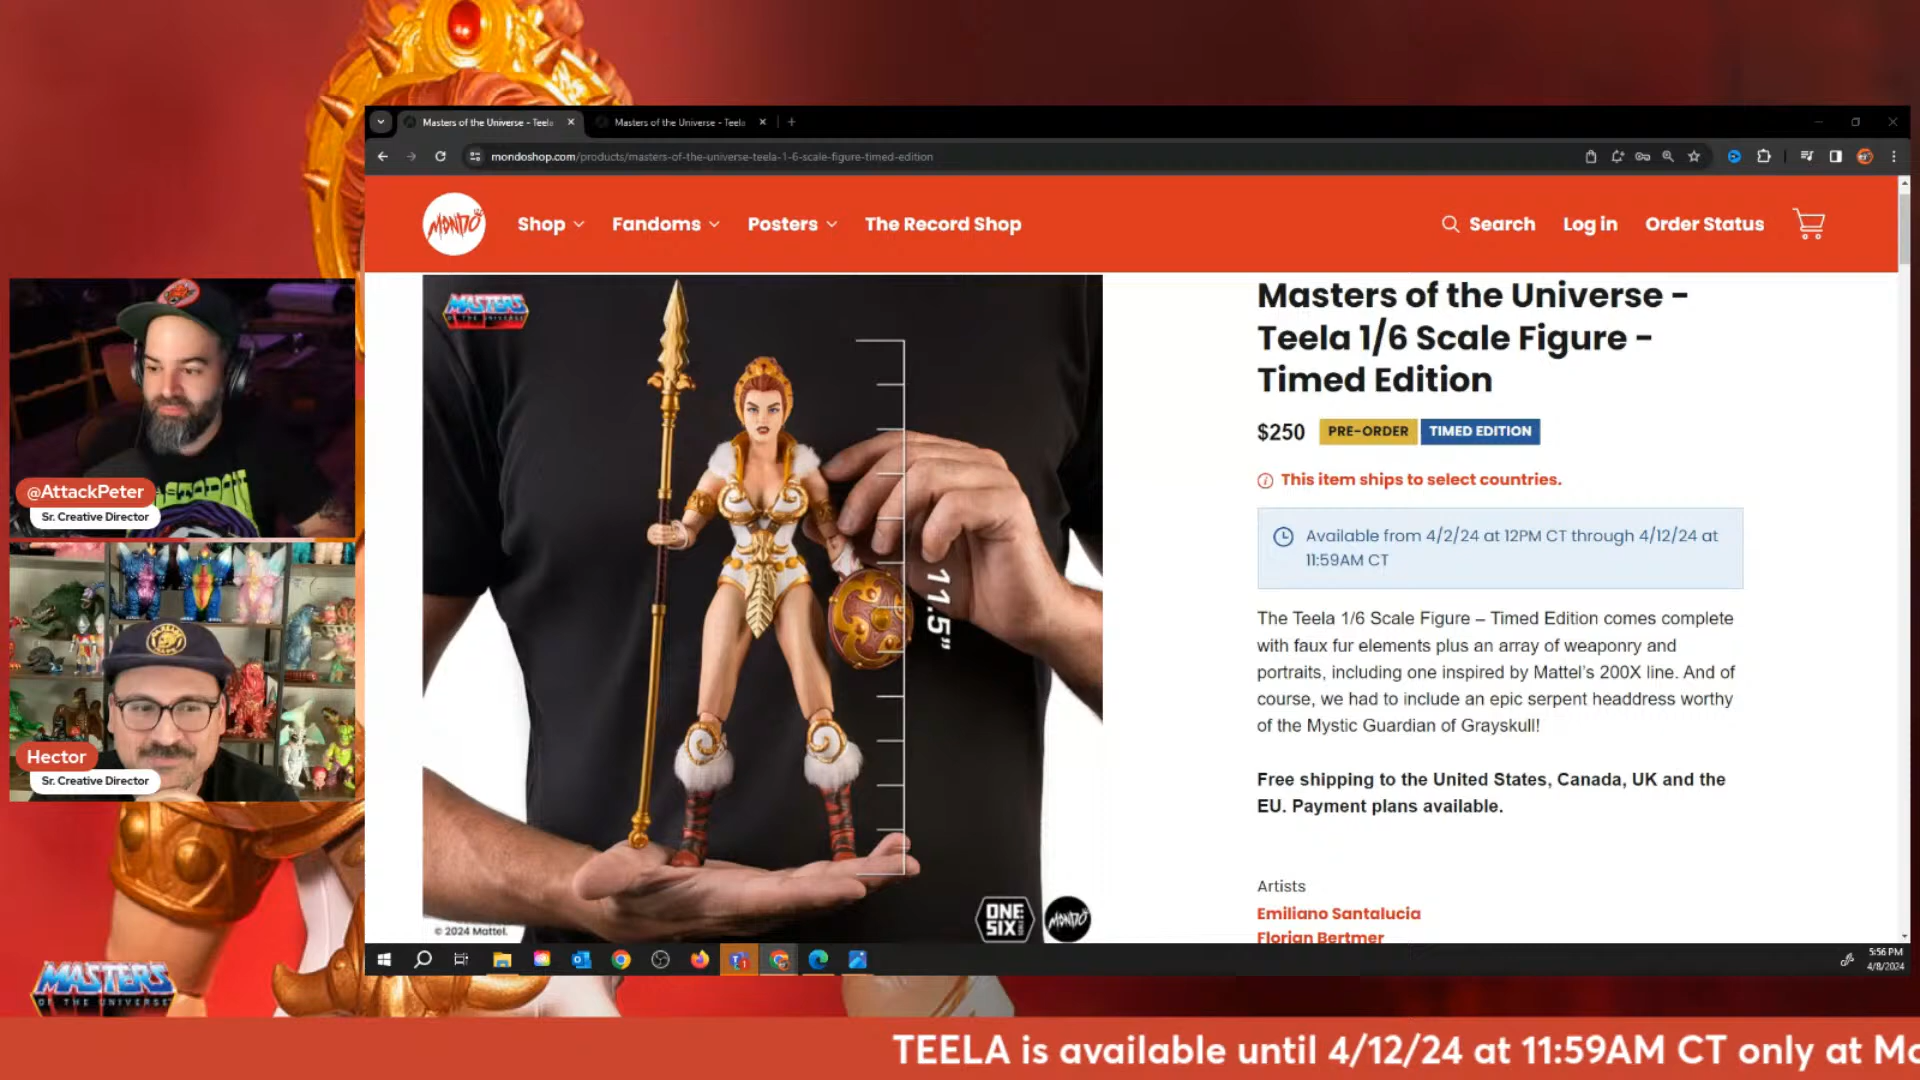 Masters of the Universe - Teela
Masters of the Universe - Teela
mondoshop.com/products/masters-of-the-universe-teela-1-6-scale-figure-timed-edition
MONDO
Shop
Fandoms
Posters
The Record Shop
Search
Log in
Order Status
MASTERS
OF THE UNIVERSE
11.5"
ONE
SIX
MONDO
© 2024 Mattel.
Masters of the Universe -
Teela 1/6 Scale Figure -
Timed Edition
$250
PRE-ORDER
TIMED EDITION
This item ships to select countries.
Available from 4/2/24 at 12PM CT through 4/12/24 at
11:59AM CT
The Teela 1/6 Scale Figure – Timed Edition comes complete
with faux fur elements plus an array of weaponry and
portraits, including one inspired by Mattel's 200X line. And of
course, we had to include an epic serpent headdress worthy
of the Mystic Guardian of Grayskull!
Free shipping to the United States, Canada, UK and the
EU. Payment plans available.
Artists
Emiliano Santalucia
Florian Bertmer
@AttackPeter
Sr. Creative Director
Hector
Sr. Creative Director
5:56 PM
4/8/2024
MASTERS
OF THE UNIVERSE
TEELA is available until 4/12/24 at 11:59AM CT only at Mo